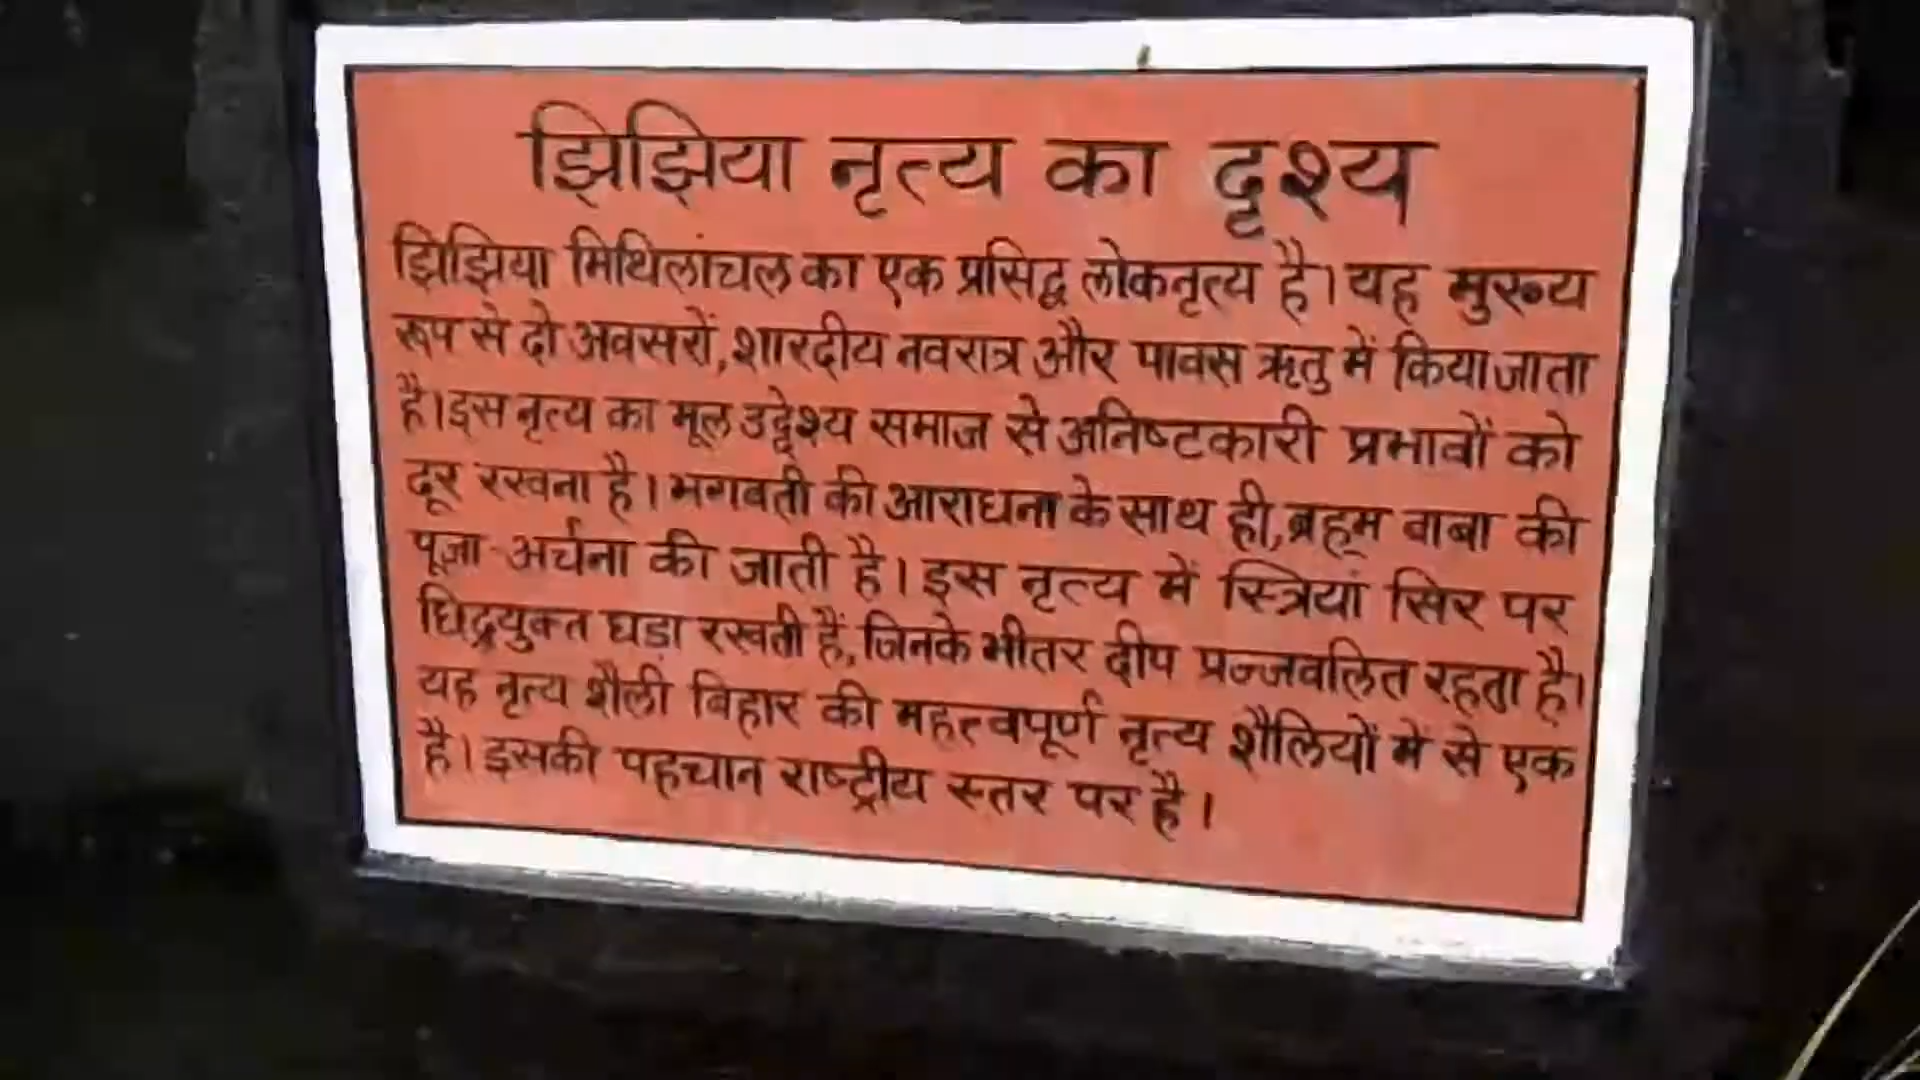 झिझिया नृत्य का दृश्य
झिझिया मिथिलांचल का एक प्रसिद्ध लोकनृत्य है। यह मुख्य
रूप से दो अवसरों, शारदीय नवरात्र और पावस ऋतु में किया जाता
है। इस नृत्य का मूल उद्देश्य समाज से अनिष्टकारी प्रभावों को
दूर रखना है। भगवती की आराधना के साथ ही, ब्रह्म बाबा की
पूजा-अर्चना की जाती है। इस नृत्य में स्त्रियां सिर पर
छिद्रयुक्त घड़ा रखती हैं, जिनके भीतर दीप प्रज्जवलित रहता है।
यह नृत्य शैली बिहार की महत्वपूर्ण नृत्य शैलियों में से एक
है। इसकी पहचान राष्ट्रीय स्तर पर है।